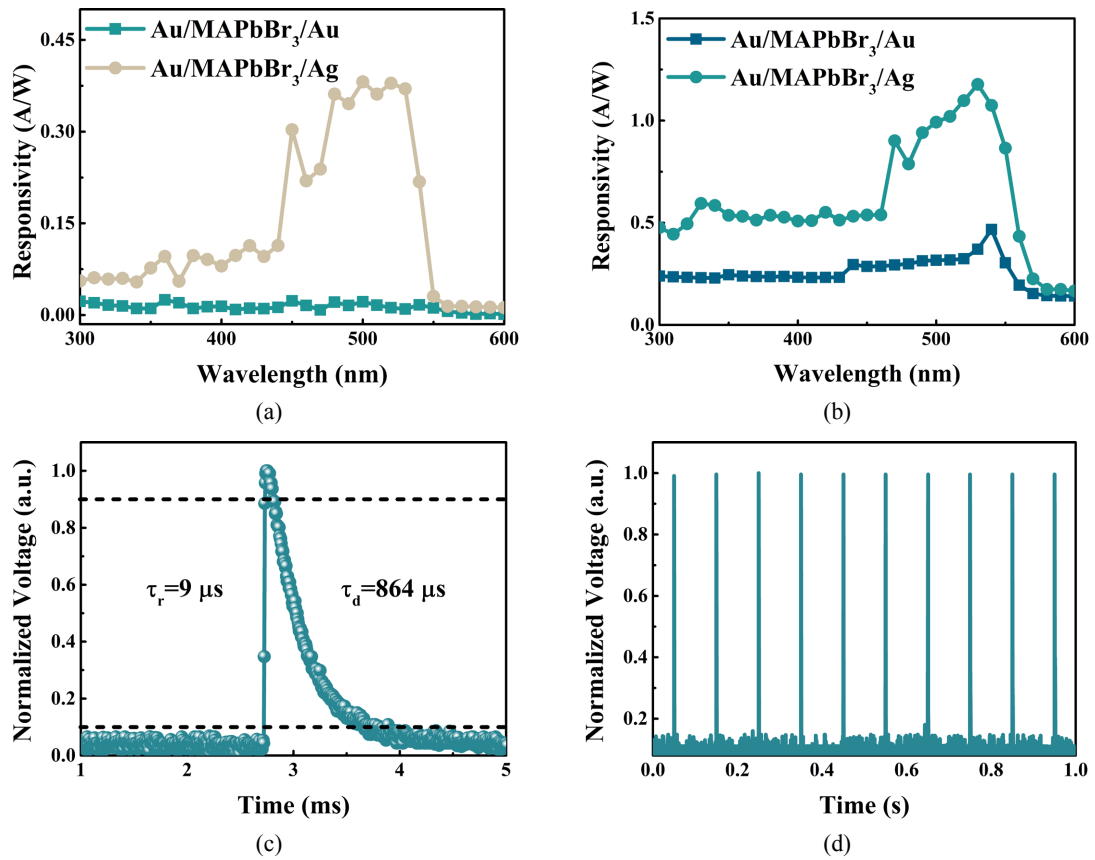 Au/MAPbBr₃/Au
Au/MAPbBr₃/Ag
0.45
0.30
0.15
0.00
Responsivity (A/W)
300 400 500 600
Wavelength (nm)
(a)
Au/MAPbBr₃/Au
Au/MAPbBr₃/Ag
1.5
1.0
0.5
0.0
Responsivity (A/W)
300 400 500 600
Wavelength (nm)
(b)
1.0
0.8
0.6
0.4
0.2
0.0
Normalized Voltage (a.u.)
τr=9 μs
τd=864 μs
1 2 3 4 5
Time (ms)
(c)
1.0
0.8
0.6
0.4
0.2
Normalized Voltage (a.u.)
0.0 0.2 0.4 0.6 0.8 1.0
Time (s)
(d)